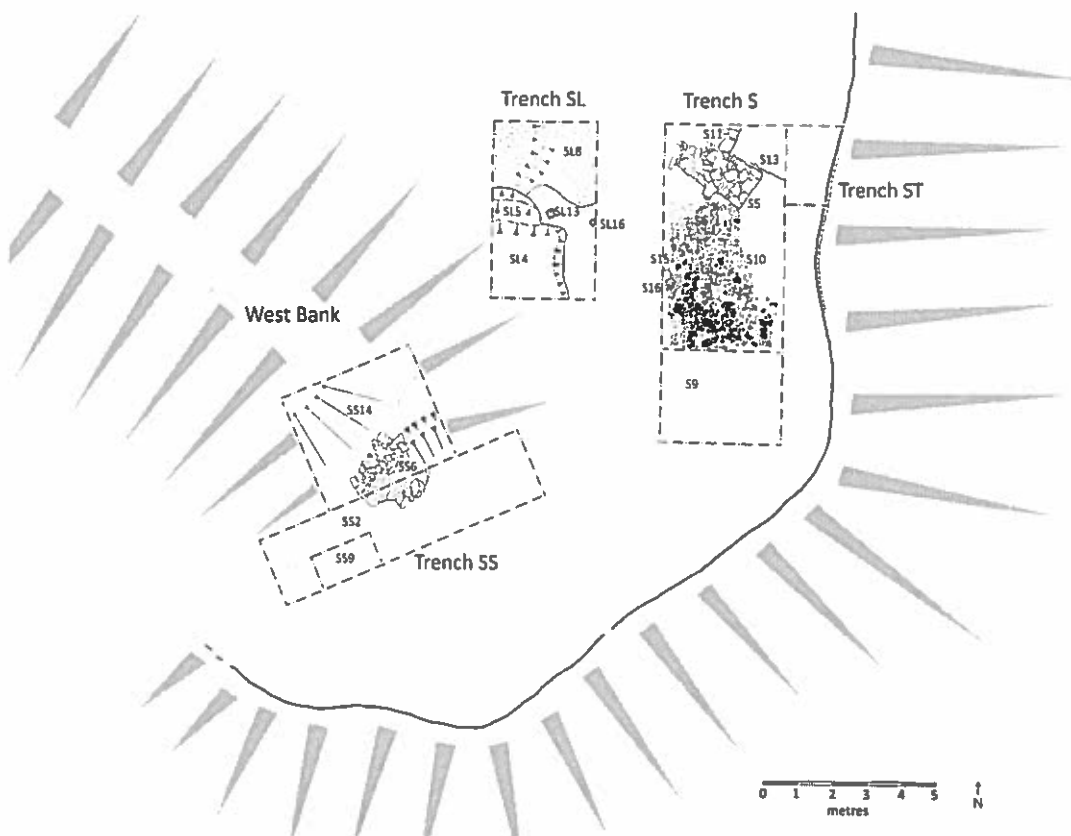 Trench SL
Trench S
S11
SL8
S13
Trench ST
SL5
SL13
S5
SL16
S6
SL4
S15
S10
S16
West Bank
S9
SS14
SS6
SS2
SS9
Trench SS
0 1 2 3 4 5
metres
N